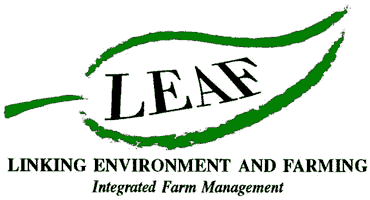 LEAF
LINKING ENVIRONMENT AND FARMING
Integrated Farm Management